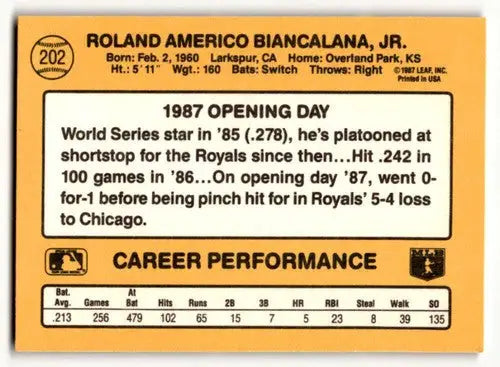 202
ROLAND AMERICO BIANCALANA, JR.
Born: Feb. 2, 1960 Larkspur, CA Home: Overland Park, KS
Ht.: 5' 11" Wgt.: 160 Bats: Switch Throws: Right ©1987 LEAF, INC.
Printed in USA
1987 OPENING DAY
World Series star in '85 (.278), he's platooned at
shortstop for the Royals since then...Hit .242 in
100 games in '86...On opening day '87, went 0-
for-1 before being pinch hit for in Royals' 5-4 loss
to Chicago.
CAREER PERFORMANCE
MLB
Bat. Avg. Games At Bat Hits Runs 2B 3B HR RBI Steal Walk SO
.213 256 479 102 65 15 7 5 23 8 39 135